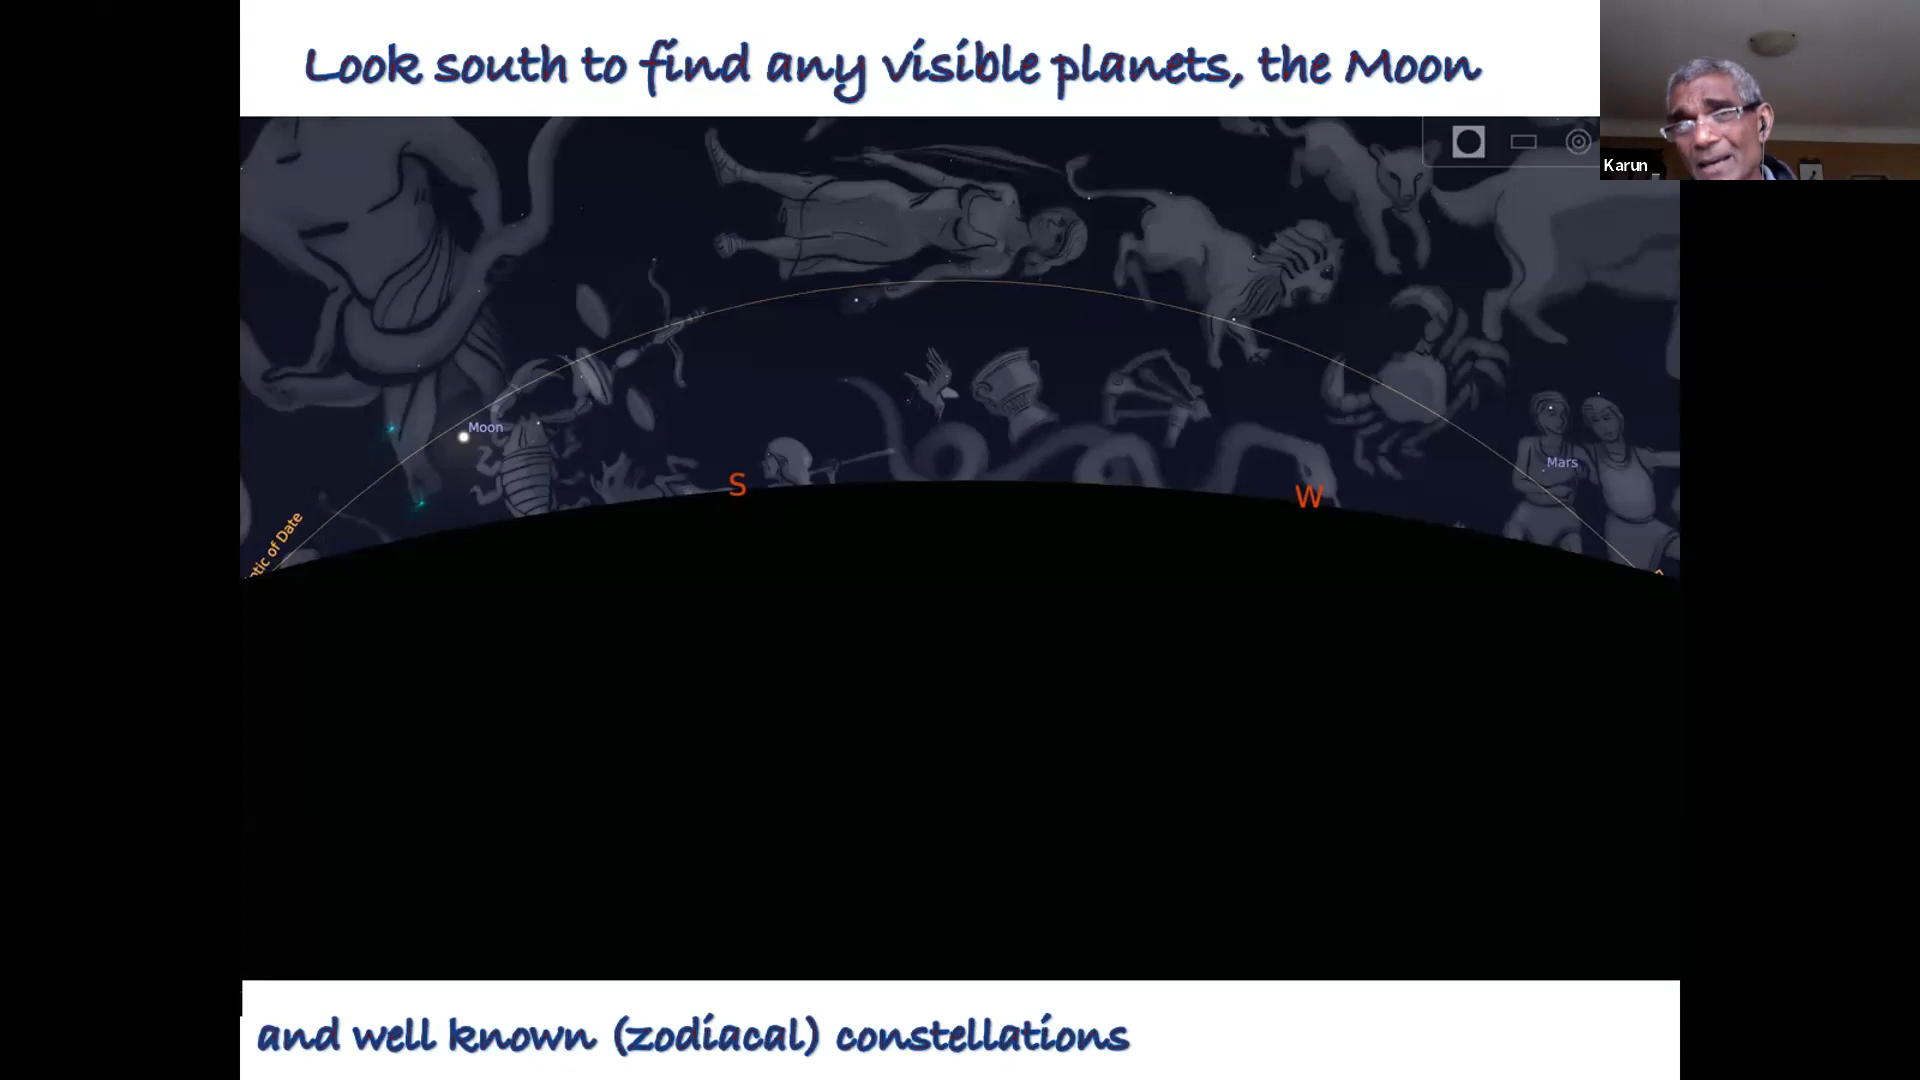 Look south to find any visible planets, the Moon
Karun
Moon
Mars
S
W
tic of Date
and well known (zodiacal) constellations